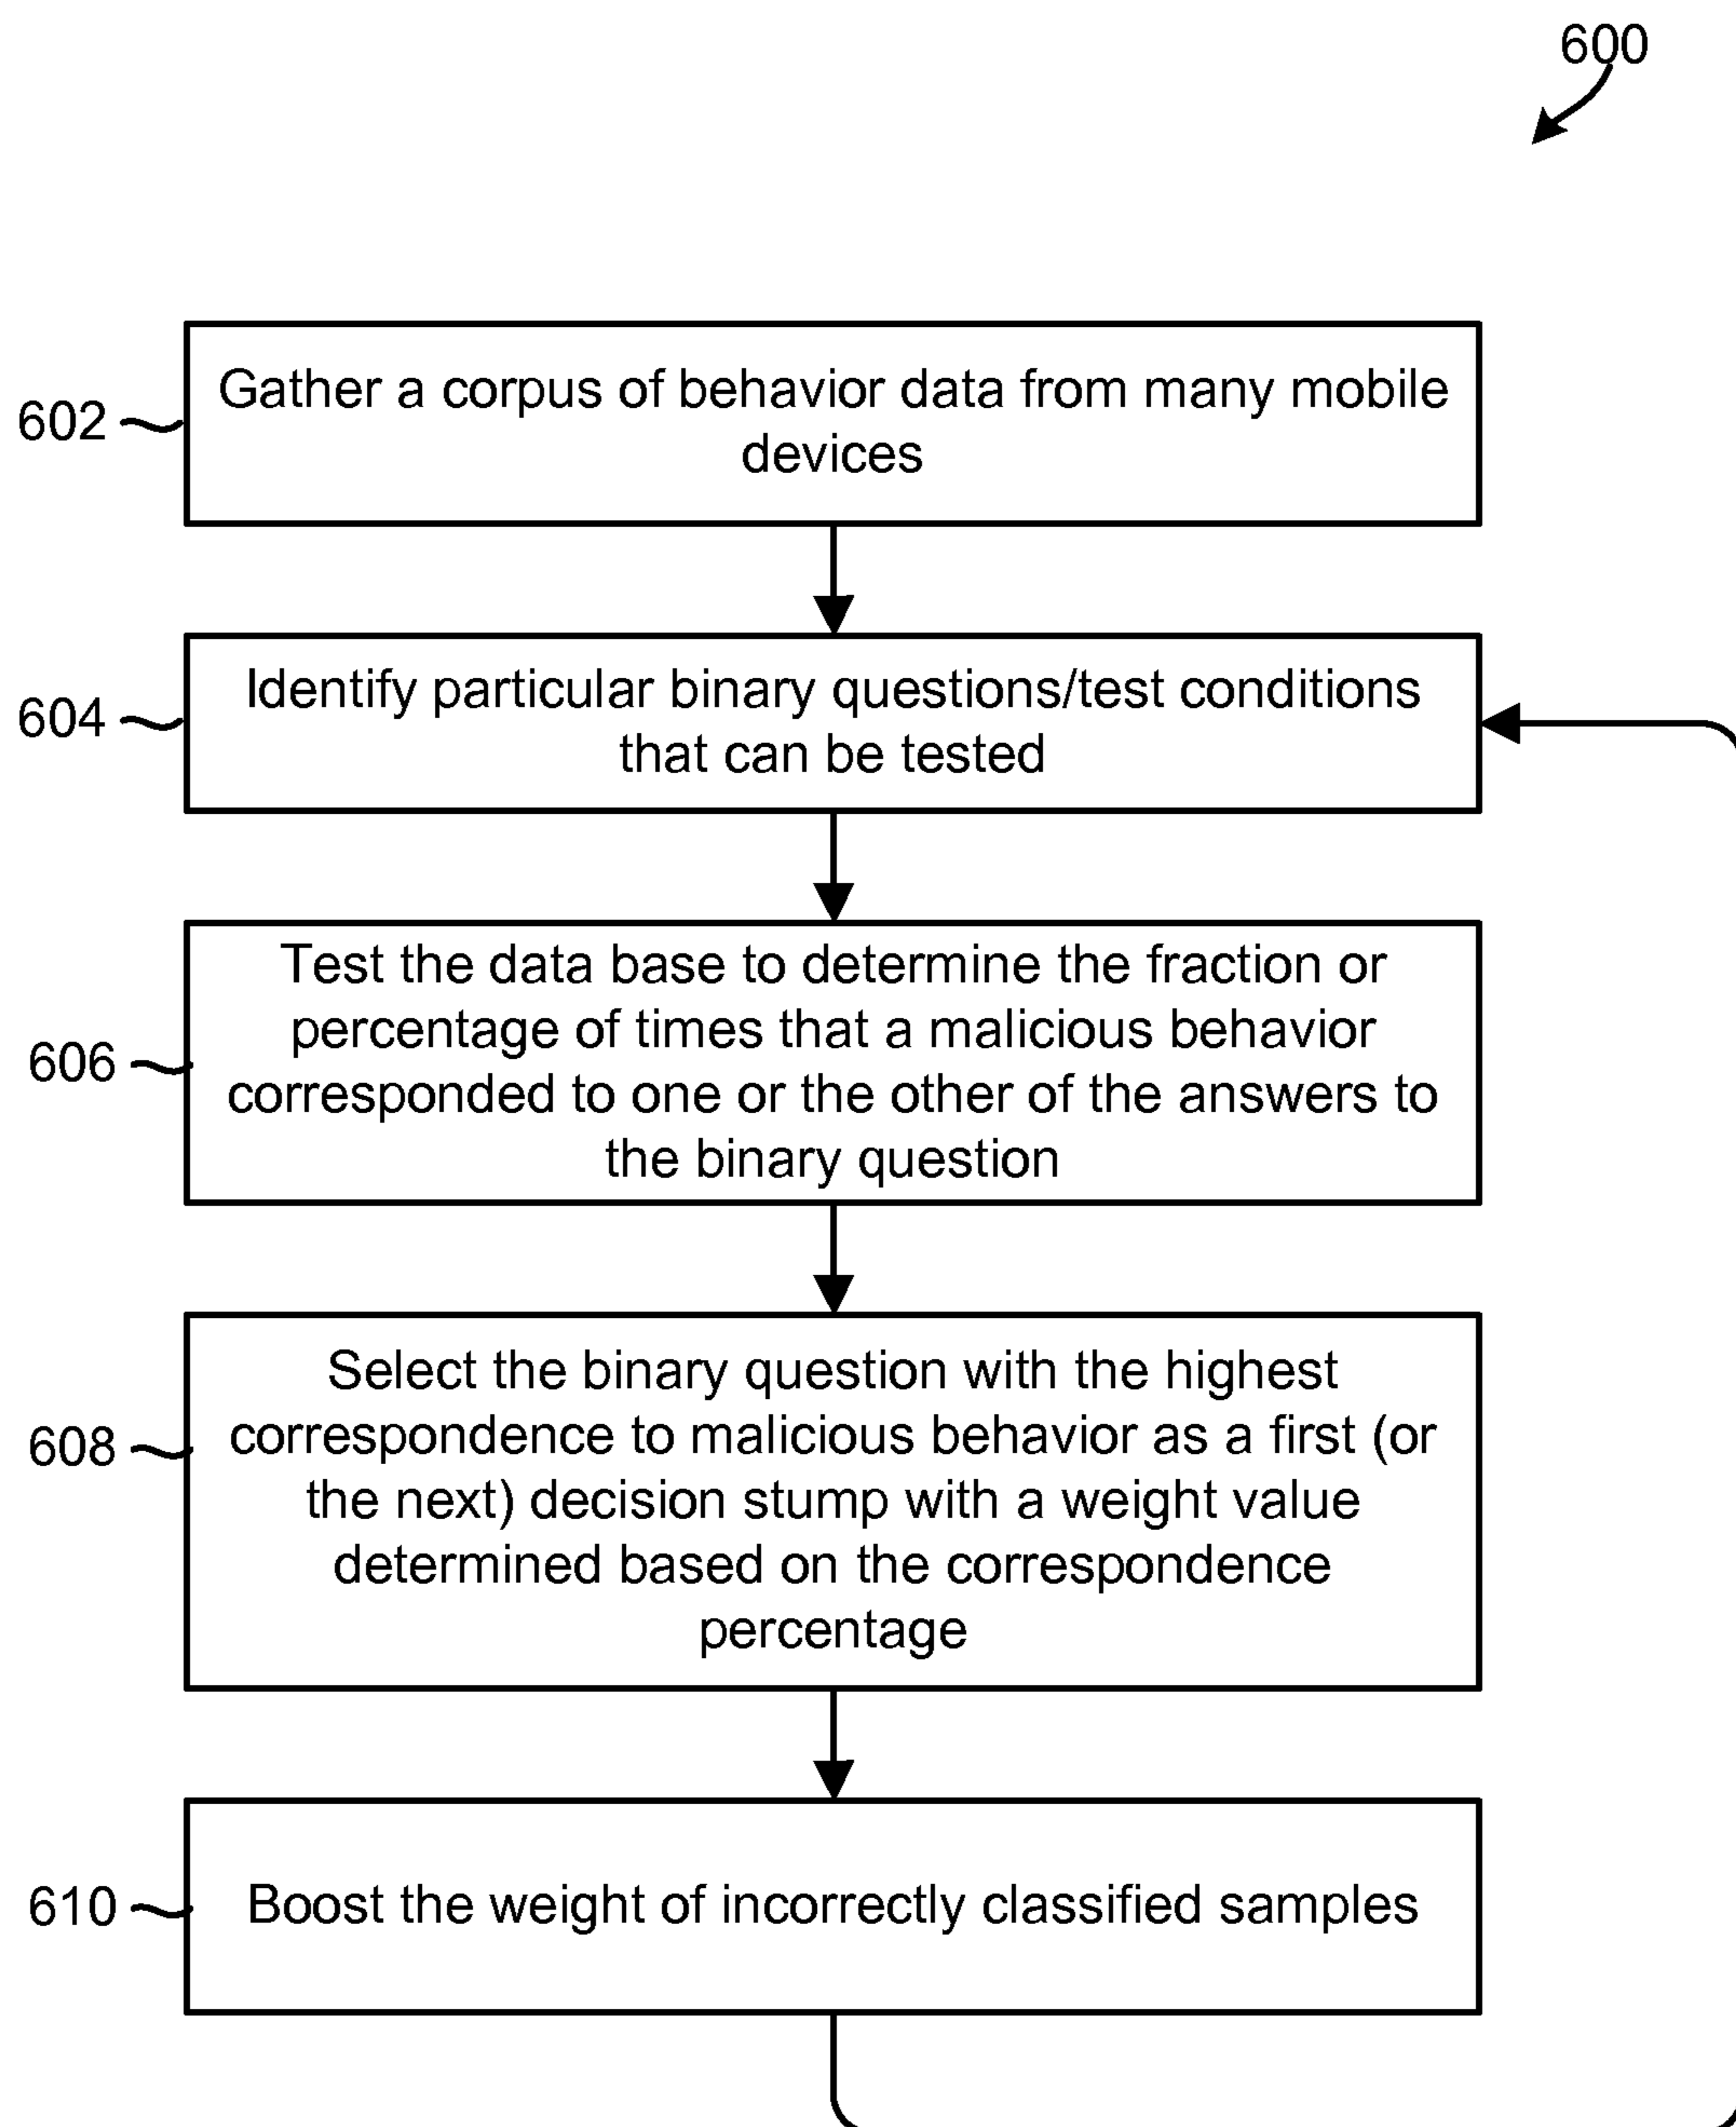 600
602
Gather a corpus of behavior data from many mobile
devices
604
Identify particular binary questions/test conditions
that can be tested
606
Test the data base to determine the fraction or
percentage of times that a malicious behavior
corresponded to one or the other of the answers to
the binary question
608
Select the binary question with the highest
correspondence to malicious behavior as a first (or
the next) decision stump with a weight value
determined based on the correspondence
percentage
610
Boost the weight of incorrectly classified samples